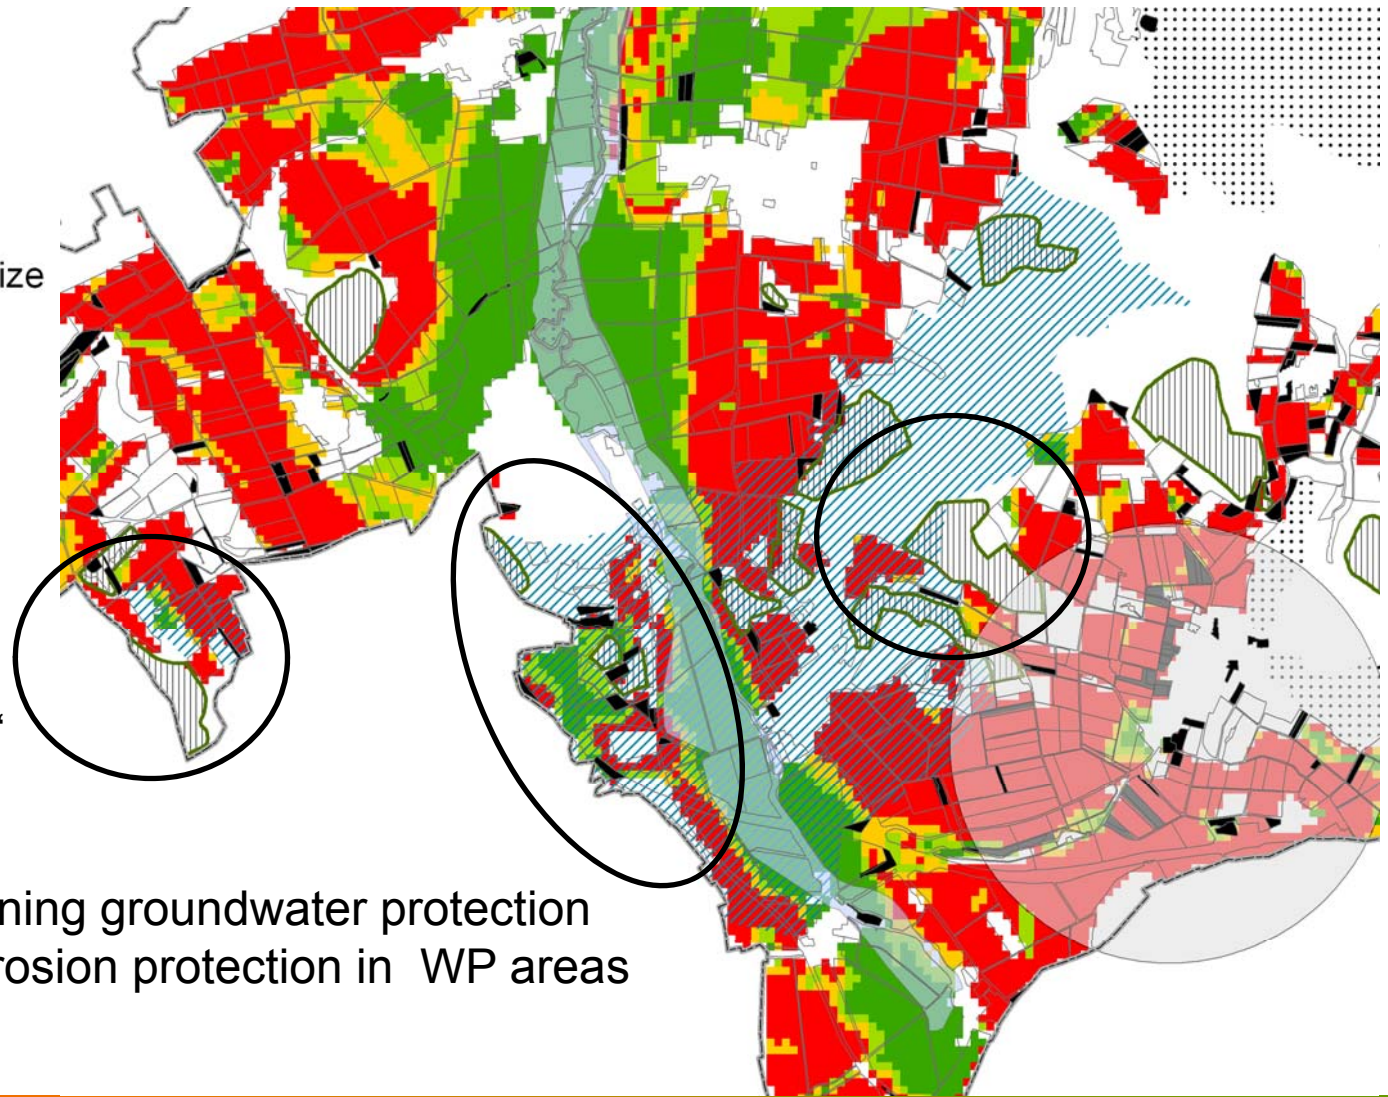 ize
“
ning groundwater protection
rosion protection in  WP areas